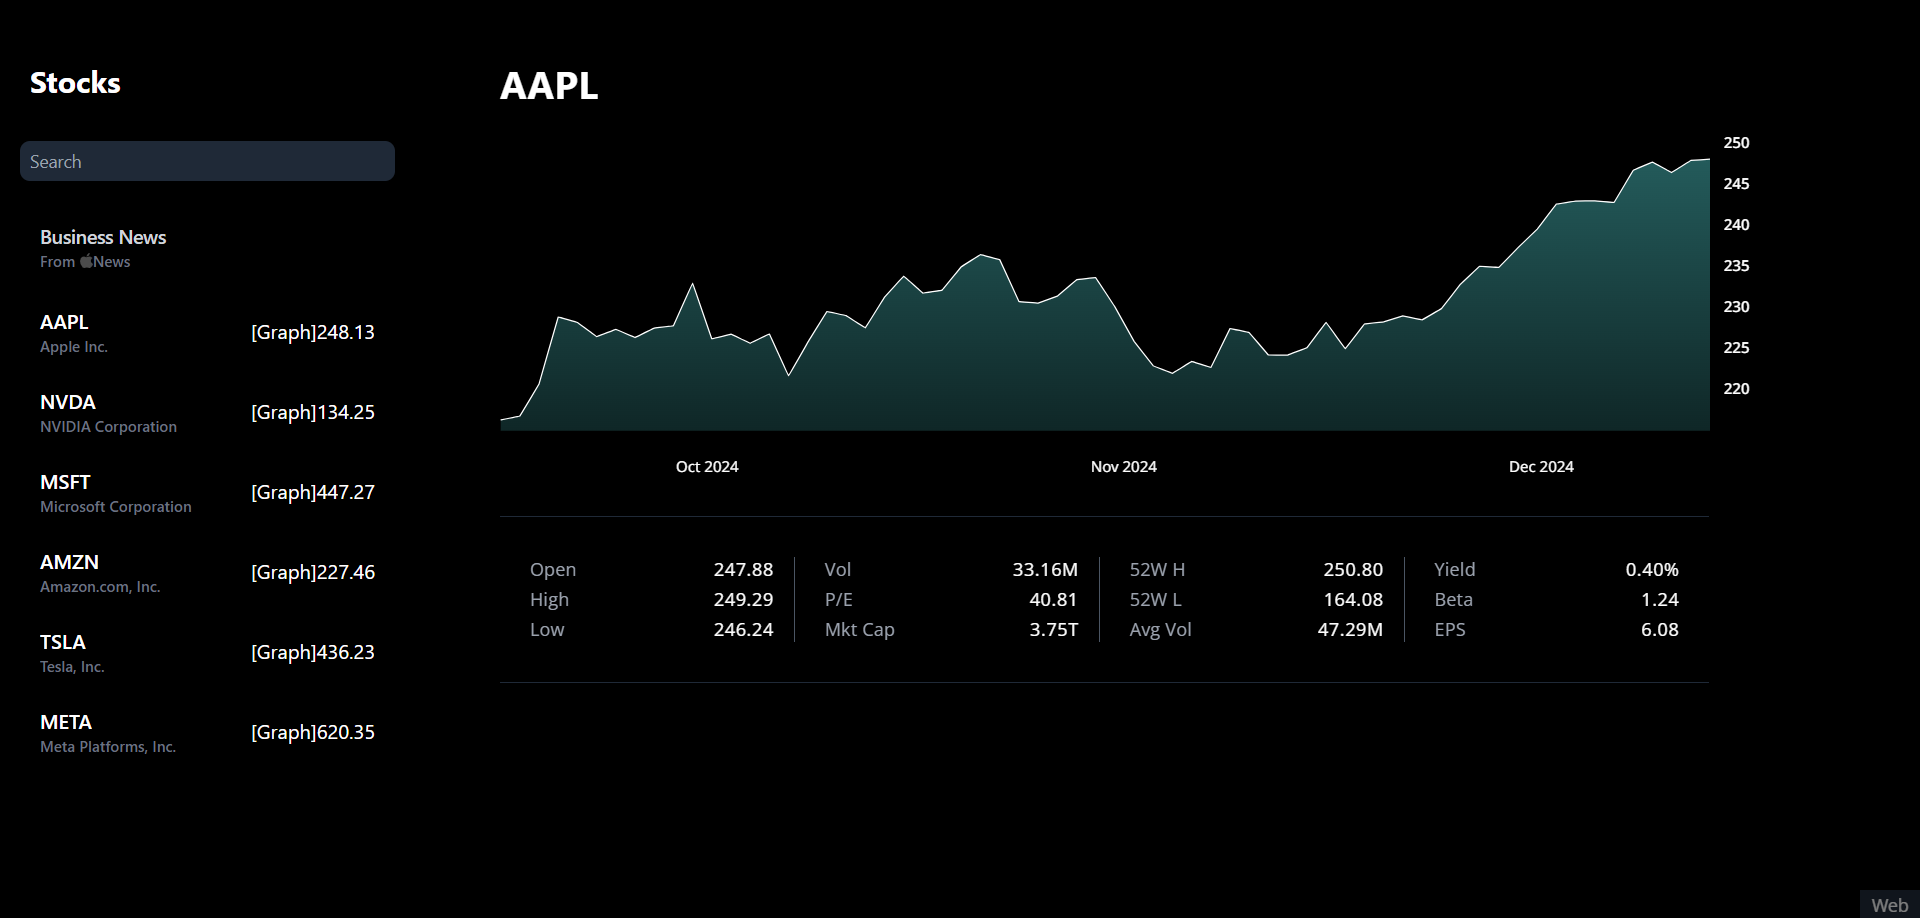 Stocks
Search
Business News
From News
AAPL
Apple Inc.
[Graph]248.13
NVDA
NVIDIA Corporation
[Graph]134.25
MSFT
Microsoft Corporation
[Graph]447.27
AMZN
Amazon.com, Inc.
[Graph]227.46
TSLA
Tesla, Inc.
[Graph]436.23
META
Meta Platforms, Inc.
[Graph]620.35
AAPL
250
245
240
235
230
225
220
Oct 2024 Nov 2024 Dec 2024
Open 247.88
High 249.29
Low 246.24
Vol 33.16M
P/E 40.81
Mkt Cap 3.75T
52W H 250.80
52W L 164.08
Avg Vol 47.29M
Yield 0.40%
Beta 1.24
EPS 6.08
Web